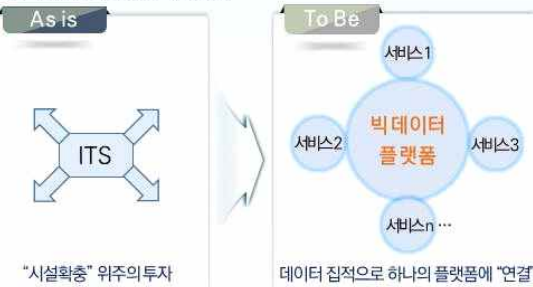 As is
To Be
서비스1
빅데이터
플랫폼
서비스2
서비스3
ITS
서비스n …
"시설확충" 위주의 투자
데이터 집적으로 하나의 플랫폼에 "연결"